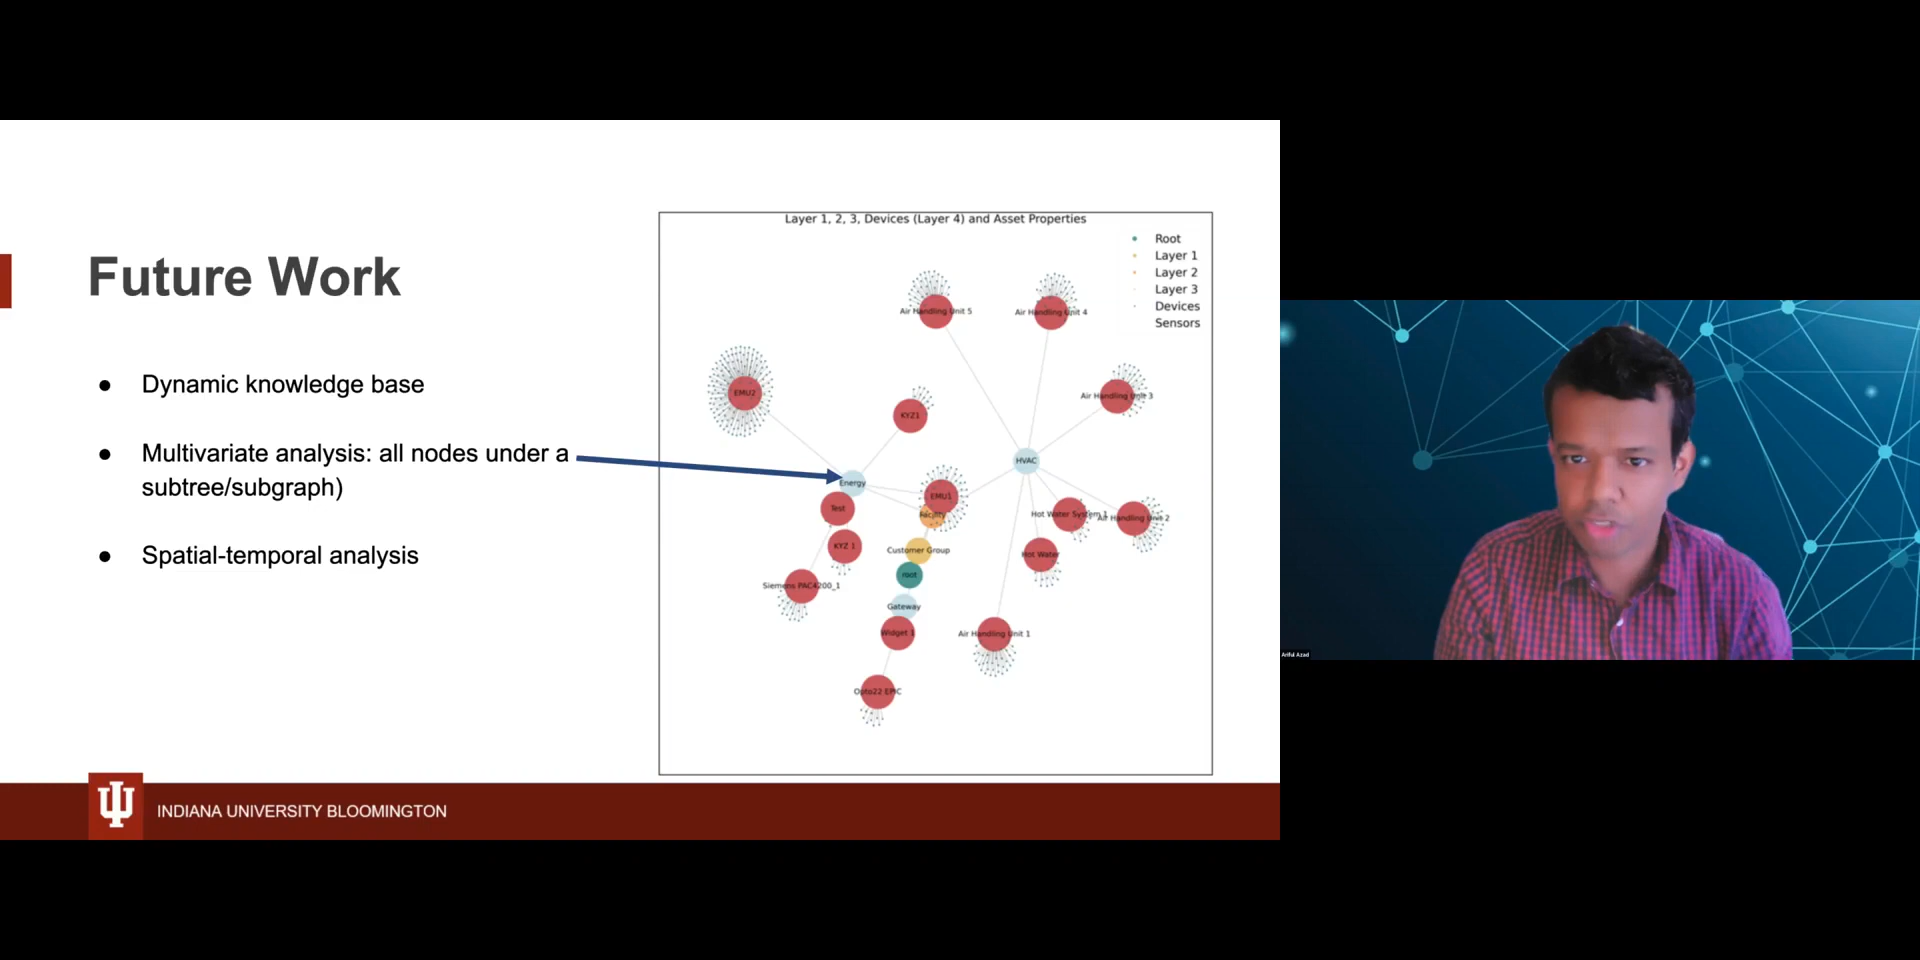 Future Work
Dynamic knowledge base
Multivariate analysis: all nodes under a
subtree/subgraph)
Spatial-temporal analysis
Layer 1, 2, 3, Devices (Layer 4) and Asset Properties
Root
Layer 1
Layer 2
Layer 3
Devices
Sensors
Air Handling Unit 5
Air Handling Unit 4
EMU2
Air Handling Unit 3
KYZ1
HVAC
Energy
EMU1
Test
Facility
Hot Water System 1
Air Handling Unit 2
KYZ 1
Customer Group
Hot Water
root
Siemens PAC4200_1
Gateway
Widget 1
Air Handling Unit 1
Opto22 EPIC
INDIANA UNIVERSITY BLOOMINGTON
Ariful Azad